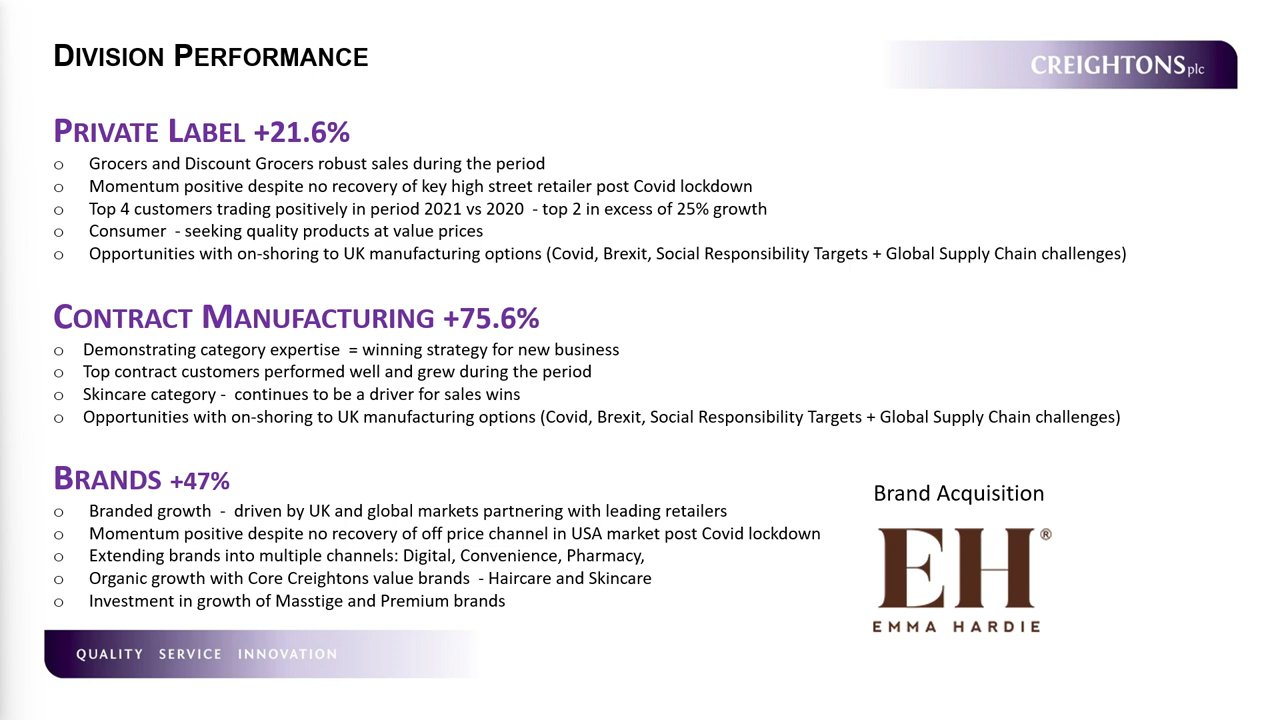 DIVISION PERFORMANCE
CREIGHTONS plc
PRIVATE LABEL +21.6%
o Grocers and Discount Grocers robust sales during the period
o Momentum positive despite no recovery of key high street retailer post Covid lockdown
o Top 4 customers trading positively in period 2021 vs 2020 - top 2 in excess of 25% growth
o Consumer - seeking quality products at value prices
o Opportunities with on-shoring to UK manufacturing options (Covid, Brexit, Social Responsibility Targets + Global Supply Chain challenges)
CONTRACT MANUFACTURING +75.6%
o Demonstrating category expertise = winning strategy for new business
o Top contract customers performed well and grew during the period
o Skincare category - continues to be a driver for sales wins
o Opportunities with on-shoring to UK manufacturing options (Covid, Brexit, Social Responsibility Targets + Global Supply Chain challenges)
BRANDS +47%
o Branded growth - driven by UK and global markets partnering with leading retailers
o Momentum positive despite no recovery of off price channel in USA market post Covid lockdown
o Extending brands into multiple channels: Digital, Convenience, Pharmacy,
o Organic growth with Core Creightons value brands - Haircare and Skincare
o Investment in growth of Masstige and Premium brands
Brand Acquisition
EH®
EMMA HARDIE
QUALITY SERVICE INNOVATION